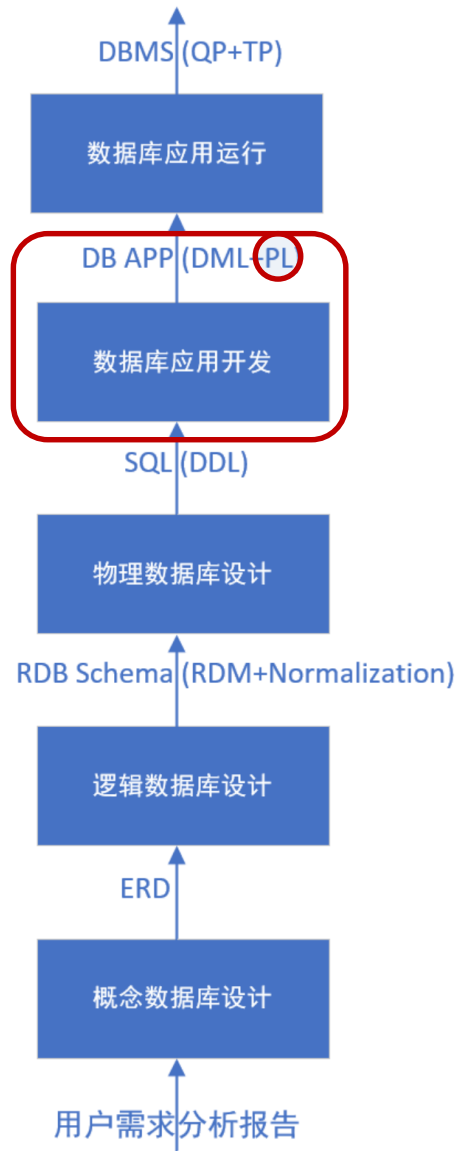 DBMS (QP+TP)
数据库应用运行
DB APP (DML+PL)
数据库应用开发
SQL (DDL)
物理数据库设计
RDB Schema (RDM+Normalization)
逻辑数据库设计
ERD
概念数据库设计
用户需求分析报告